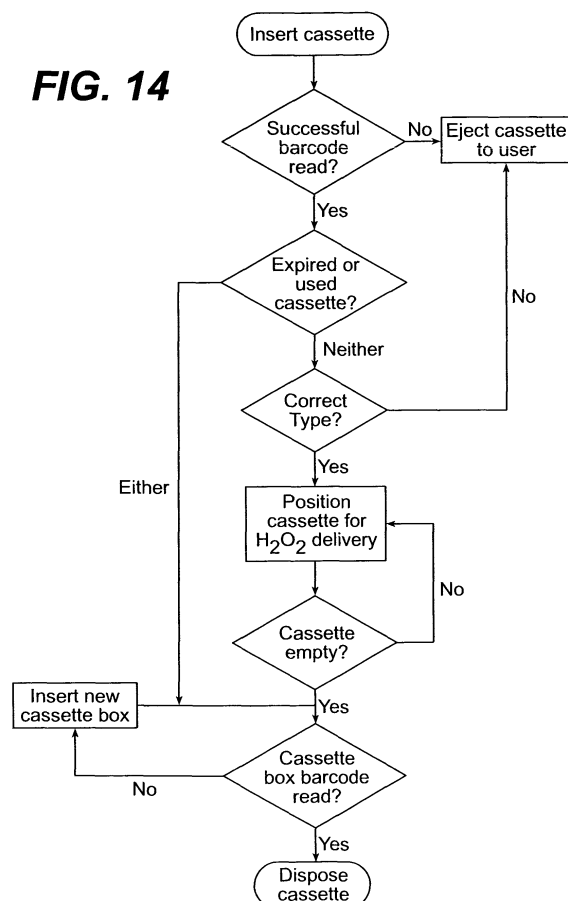 Insert cassette
FIG. 14
Successful
barcode
read?
No
Eject cassette
to user
Yes
Expired or
used
cassette?
No
Neither
Correct
Type?
Either
Yes
Position
cassette for
H₂O₂ delivery
No
Cassette
empty?
Insert new
cassette box
Yes
Cassette
box barcode
read?
No
Yes
Dispose
cassette